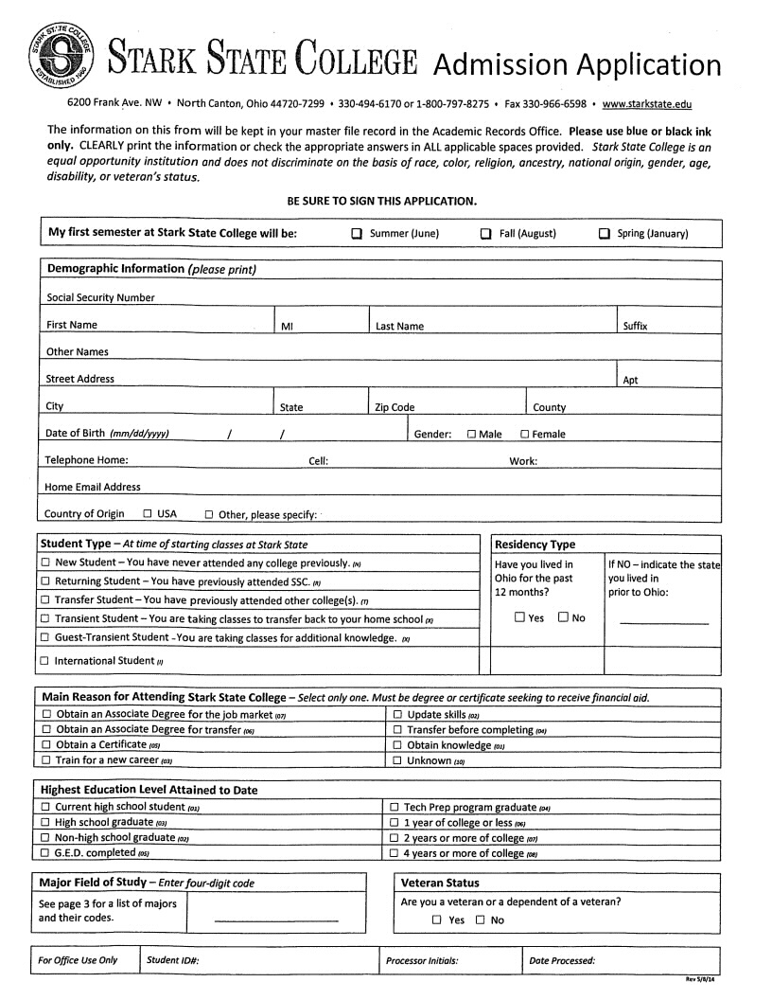 STARK STATE COLLEGE
ESTABLISHED 1960
STARK STATE COLLEGE Admission Application
6200 Frank Ave. NW • North Canton, Ohio 44720-7299 • 330-494-6170 or 1-800-797-8275 • Fax 330-966-6598 • www.starkstate.edu
The information on this from will be kept in your master file record in the Academic Records Office. Please use blue or black ink
only. CLEARLY print the information or check the appropriate answers in ALL applicable spaces provided. Stark State College is an
equal opportunity institution and does not discriminate on the basis of race, color, religion, ancestry, national origin, gender, age,
disability, or veteran's status.
BE SURE TO SIGN THIS APPLICATION.
My first semester at Stark State College will be: ☐ Summer (June) ☐ Fall (August) ☐ Spring (January)
Demographic Information (please print)
Social Security Number
First Name MI Last Name Suffix
Other Names
Street Address Apt
City State Zip Code County
Date of Birth (mm/dd/yyyy) / / Gender: ☐ Male ☐ Female
Telephone Home: Cell: Work:
Home Email Address
Country of Origin ☐ USA ☐ Other, please specify:
Student Type – At time of starting classes at Stark State
☐ New Student – You have never attended any college previously. (N)
☐ Returning Student – You have previously attended SSC. (R)
☐ Transfer Student – You have previously attended other college(s). (T)
☐ Transient Student – You are taking classes to transfer back to your home school (X)
☐ Guest-Transient Student – You are taking classes for additional knowledge. (X)
☐ International Student (I)
Residency Type
Have you lived in
Ohio for the past
12 months?
☐ Yes ☐ No
If NO – indicate the state
you lived in
prior to Ohio:
Main Reason for Attending Stark State College – Select only one. Must be degree or certificate seeking to receive financial aid.
☐ Obtain an Associate Degree for the job market (07) ☐ Update skills (02)
☐ Obtain an Associate Degree for transfer (06) ☐ Transfer before completing (04)
☐ Obtain a Certificate (05) ☐ Obtain knowledge (01)
☐ Train for a new career (03) ☐ Unknown (10)
Highest Education Level Attained to Date
☐ Current high school student (01) ☐ Tech Prep program graduate (04)
☐ High school graduate (03) ☐ 1 year of college or less (06)
☐ Non-high school graduate (02) ☐ 2 years or more of college (07)
☐ G.E.D. completed (05) ☐ 4 years or more of college (08)
Major Field of Study – Enter four-digit code
See page 3 for a list of majors
and their codes.
Veteran Status
Are you a veteran or a dependent of a veteran?
☐ Yes ☐ No
For Office Use Only Student ID#: Processor Initials: Date Processed:
Rev 5/8/14